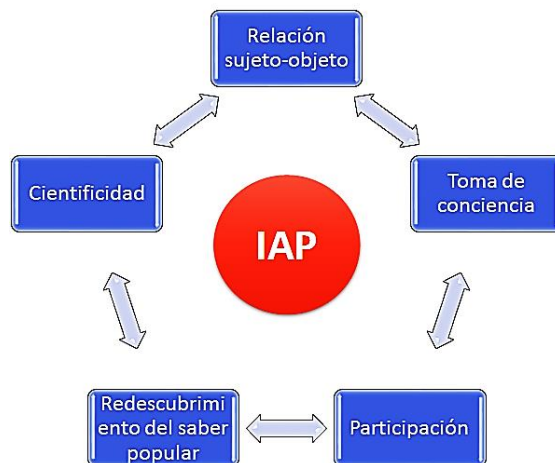 Relación
sujeto-objeto
Cientificidad
Toma de
conciencia
IAP
Redescubrimi
ento del saber
popular
Participación